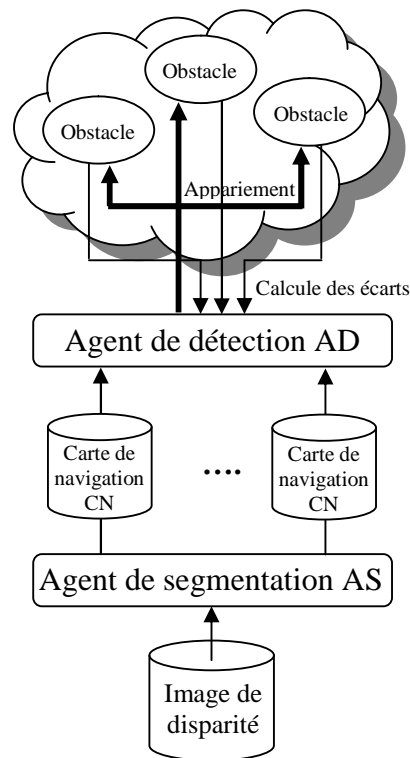 Obstacle
Obstacle
Obstacle
Appariement
Calcule des écarts
Agent de détection AD
Carte de
navigation
CN
....
Carte de
navigation
CN
Agent de segmentation AS
Image de
disparité